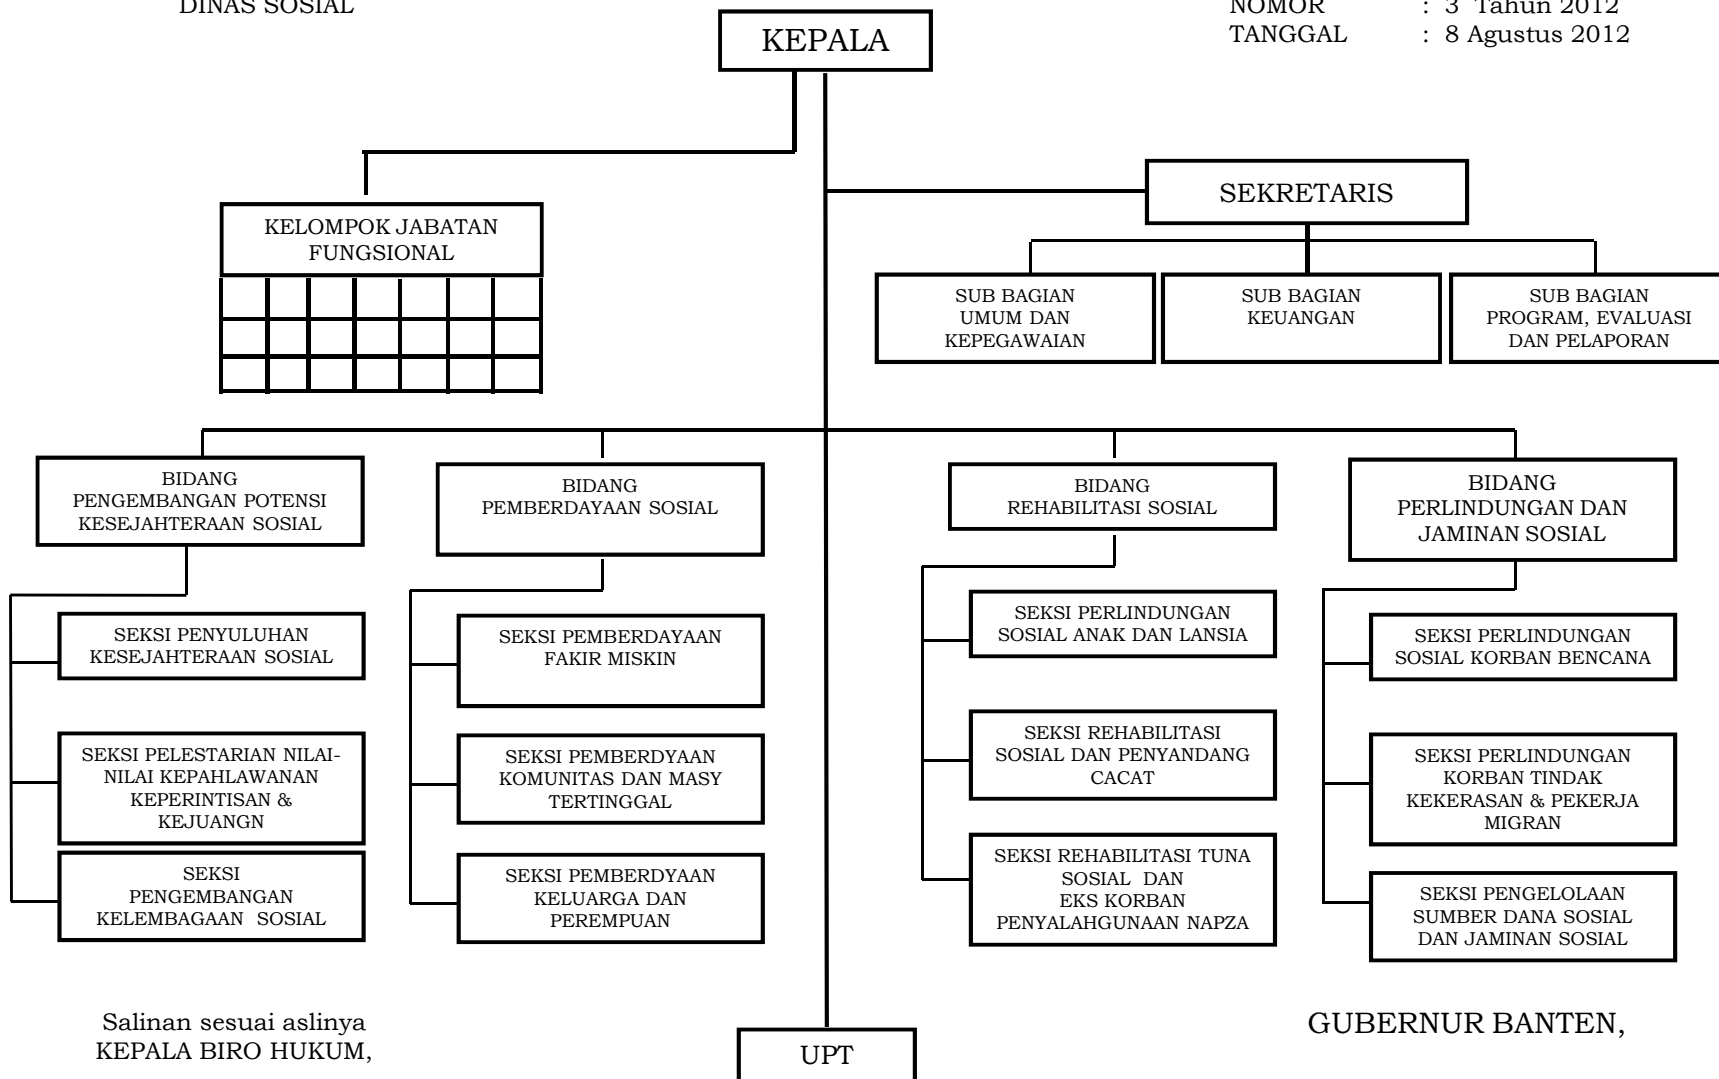 DINAS SOSIAL
NOMOR : 3 Tahun 2012
TANGGAL : 8 Agustus 2012
KEPALA
SEKRETARIS
KELOMPOK JABATAN
FUNGSIONAL
SUB BAGIAN
UMUM DAN
KEPEGAWAIAN
SUB BAGIAN
KEUANGAN
SUB BAGIAN
PROGRAM, EVALUASI
DAN PELAPORAN
BIDANG
PENGEMBANGAN POTENSI
KESEJAHTERAAN SOSIAL
BIDANG
PEMBERDAYAAN SOSIAL
BIDANG
REHABILITASI SOSIAL
BIDANG
PERLINDUNGAN DAN
JAMINAN SOSIAL
SEKSI PENYULUHAN
KESEJAHTERAAN SOSIAL
SEKSI PELESTARIAN NILAI-
NILAI KEPAHLAWANAN
KEPERINTISAN &
KEJUANGN
SEKSI
PENGEMBANGAN
KELEMBAGAAN SOSIAL
SEKSI PEMBERDAYAAN
FAKIR MISKIN
SEKSI PEMBERDYAAN
KOMUNITAS DAN MASY
TERTINGGAL
SEKSI PEMBERDYAAN
KELUARGA DAN
PEREMPUAN
SEKSI PERLINDUNGAN
SOSIAL ANAK DAN LANSIA
SEKSI REHABILITASI
SOSIAL DAN PENYANDANG
CACAT
SEKSI REHABILITASI TUNA
SOSIAL DAN
EKS KORBAN
PENYALAHGUNAAN NAPZA
SEKSI PERLINDUNGAN
SOSIAL KORBAN BENCANA
SEKSI PERLINDUNGAN
KORBAN TINDAK
KEKERASAN & PEKERJA
MIGRAN
SEKSI PENGELOLAAN
SUMBER DANA SOSIAL
DAN JAMINAN SOSIAL
Salinan sesuai aslinya
KEPALA BIRO HUKUM,
UPT
GUBERNUR BANTEN,